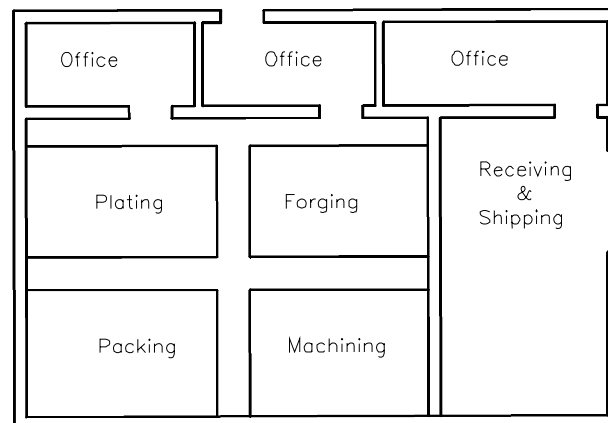 Office
Office
Office
Plating
Forging
Receiving
&
Shipping
Packing
Machining